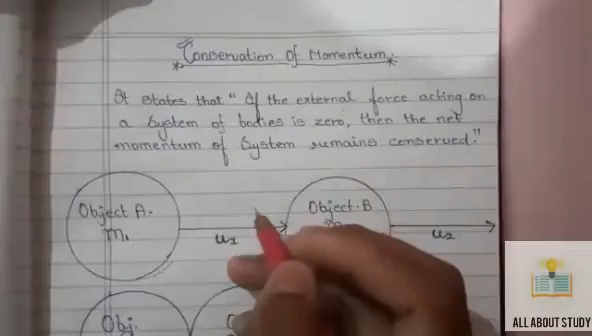 Conservation of Momentum.
It states that " If the external force acting on
a System of bodies is zero, then the net
momentum of System remains conserved."
Object A.
m₁
u₁
Object-B
u₂
Obj.
ALL ABOUT STUDY